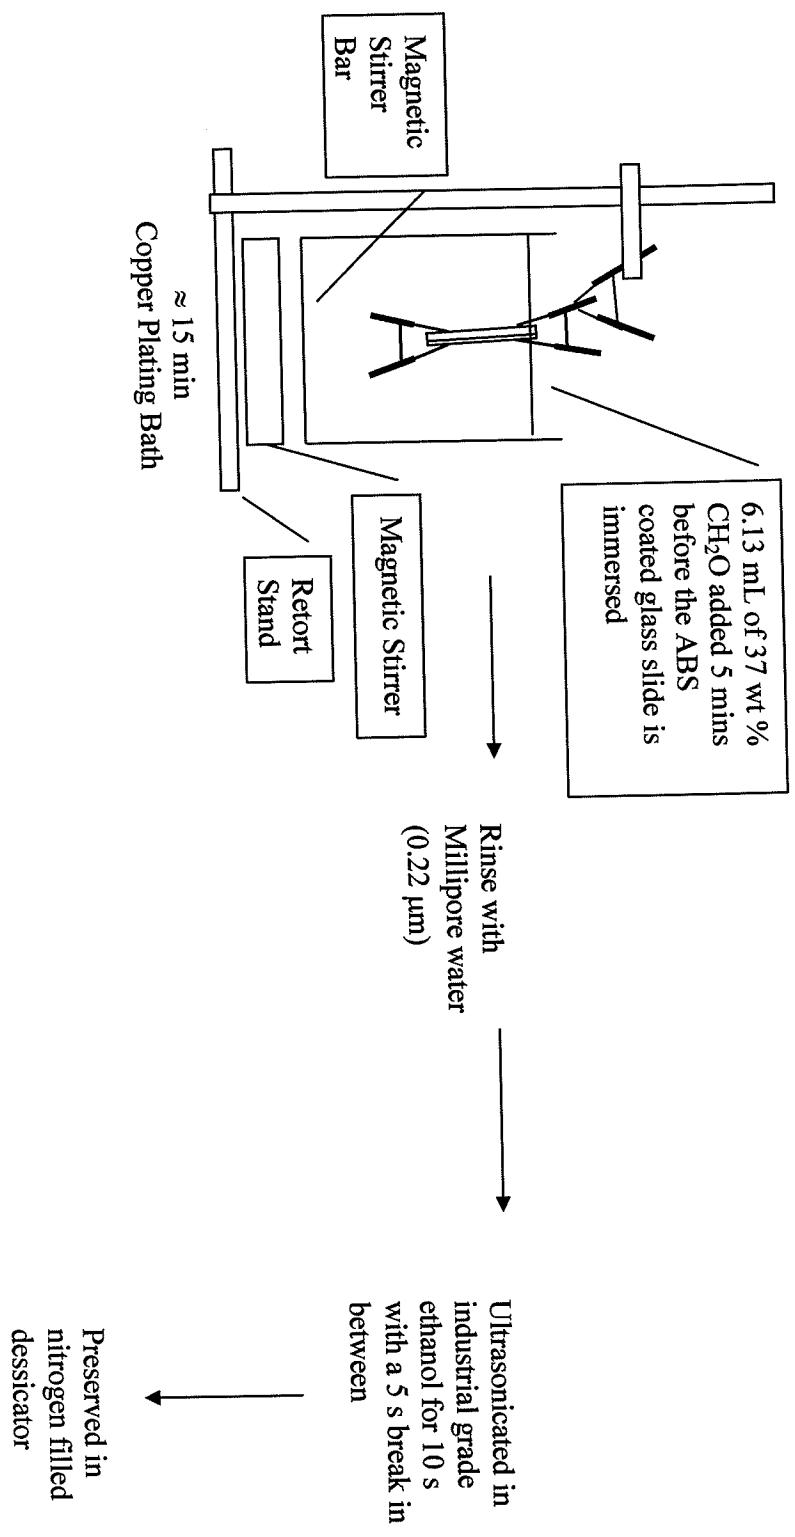 Magnetic
Stirrer
Bar
6.13 mL of 37 wt %
CH₂O added 5 mins
before the ABS
coated glass slide is
immersed
Magnetic Stirrer
Retort
Stand
≈ 15 min
Copper Plating Bath
Rinse with
Millipore water
(0.22 μm)
Ultrasonicated in
industrial grade
ethanol for 10 s
with a 5 s break in
between
Preserved in
nitrogen filled
dessicator